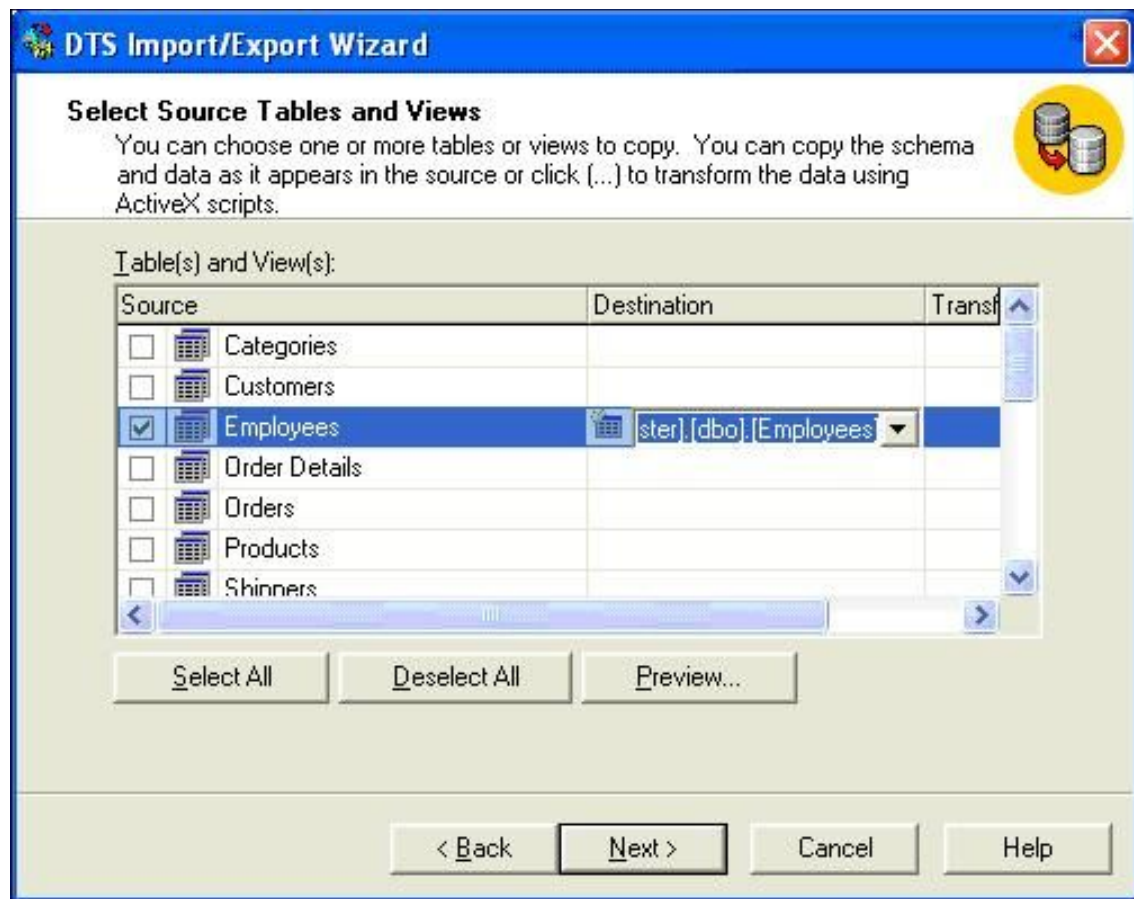 DTS Import/Export Wizard
Select Source Tables and Views
You can choose one or more tables or views to copy. You can copy the schema
and data as it appears in the source or click (...) to transform the data using
ActiveX scripts.
Table(s) and View(s):
Source Destination Transf
Categories
Customers
Employees ster].[dbo].[Employees]
Order Details
Orders
Products
Shippers
Select All Deselect All Preview...
< Back Next > Cancel Help